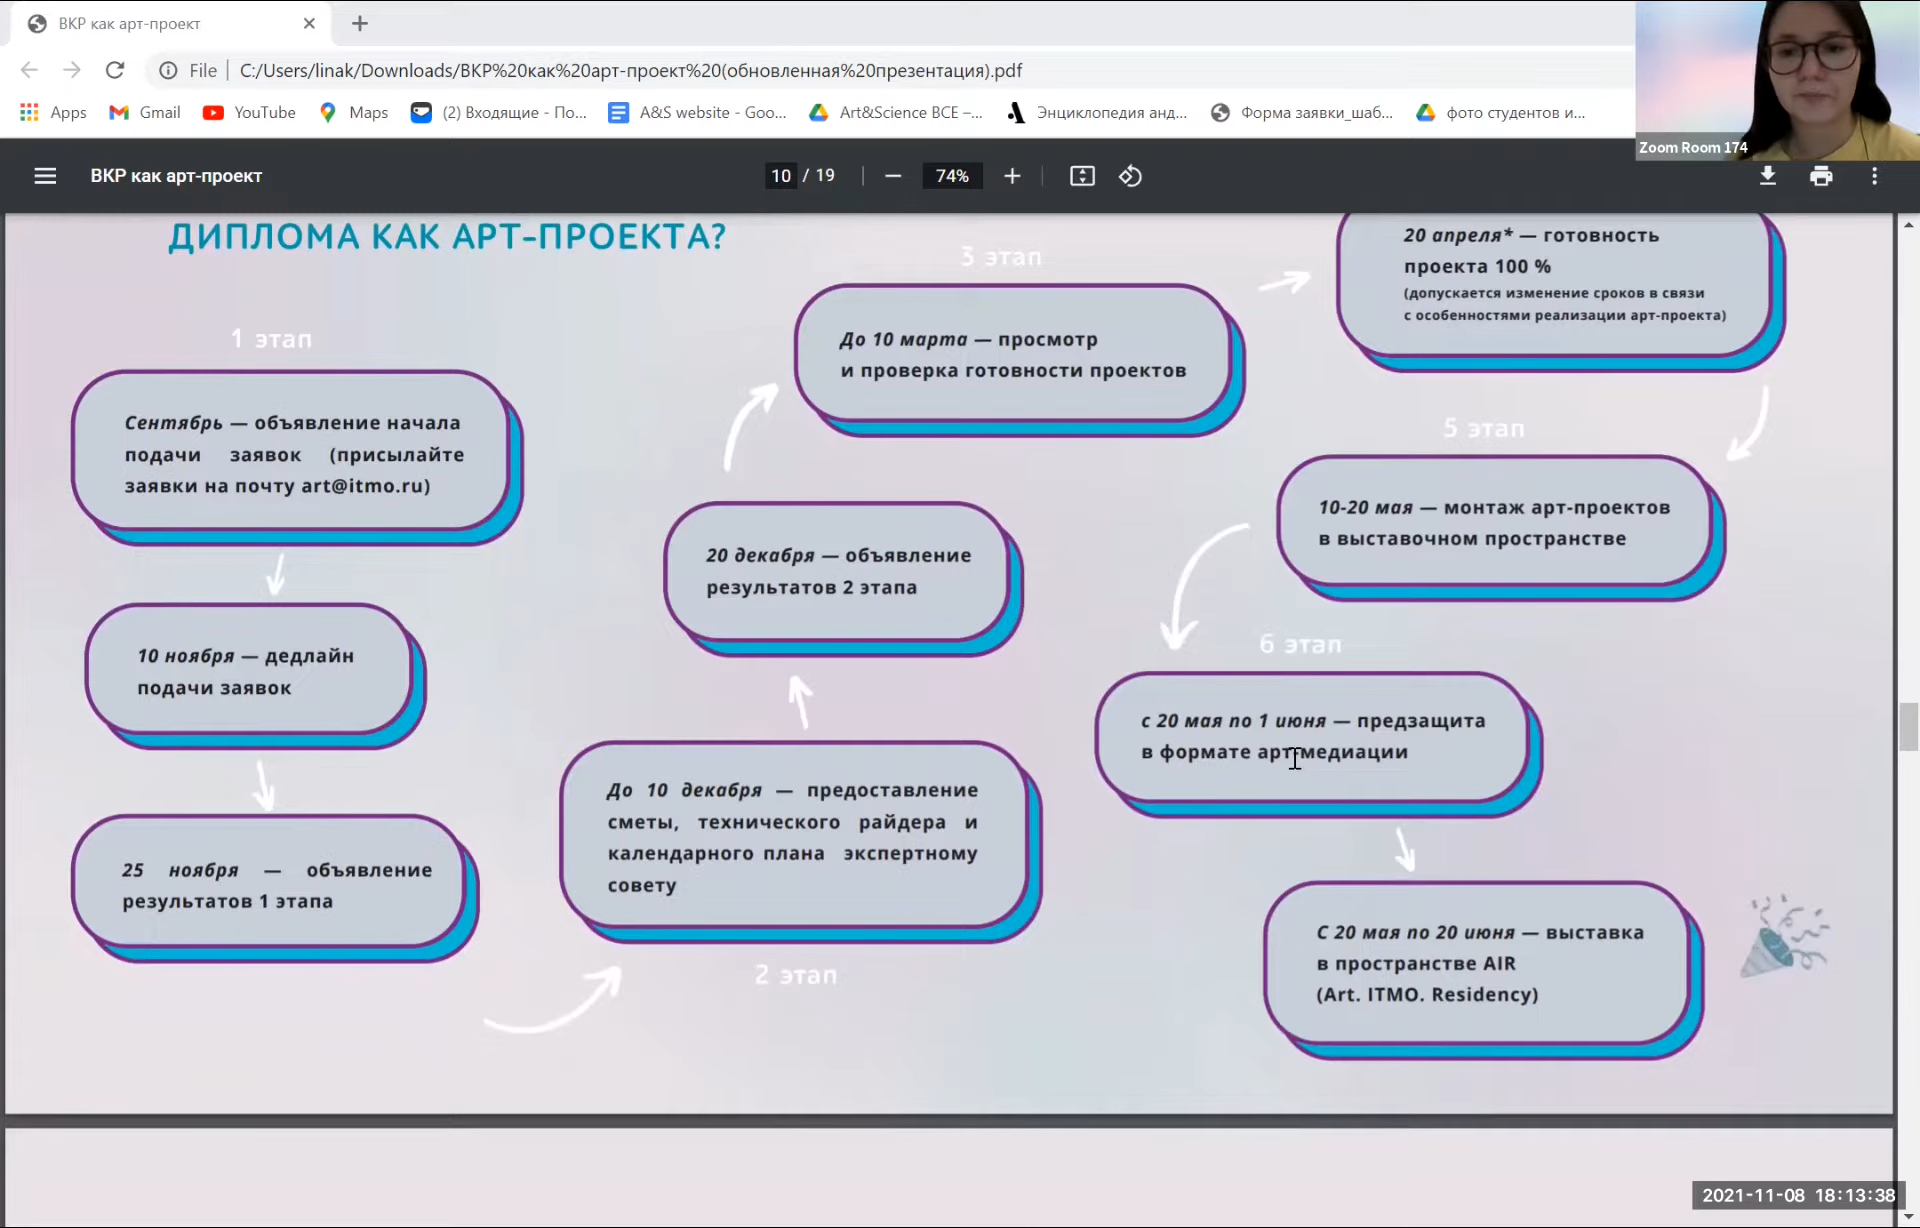 ВКР как арт-проект
File
C:/Users/linak/Downloads/ВКР%20как%20арт-проект%20(обновленная%20презентация).pdf
Apps
Gmail
YouTube
Maps
(2) Входящие - По...
A&S website - Goo...
Art&Science BCE –...
Энциклопедия анд...
Форма заявки_шаб...
фото студентов и...
Zoom Room 174
ВКР как арт-проект
10 / 19
74%
ДИПЛОМА КАК АРТ-ПРОЕКТА?
1 этап
Сентябрь — объявление начала
подачи заявок (присылайте
заявки на почту art@itmo.ru)
10 ноября — дедлайн
подачи заявок
25 ноября — объявление
результатов 1 этапа
2 этап
До 10 декабря — предоставление
сметы, технического райдера и
календарного плана экспертному
совету
20 декабря — объявление
результатов 2 этапа
3 этап
До 10 марта — просмотр
и проверка готовности проектов
20 апреля* — готовность
проекта 100 %
(допускается изменение сроков в связи
с особенностями реализации арт-проекта)
5 этап
10-20 мая — монтаж арт-проектов
в выставочном пространстве
6 этап
с 20 мая по 1 июня — предзащита
в формате арт-медиации
С 20 мая по 20 июня — выставка
в пространстве AIR
(Art. ITMO. Residency)
2021-11-08 18:13:38